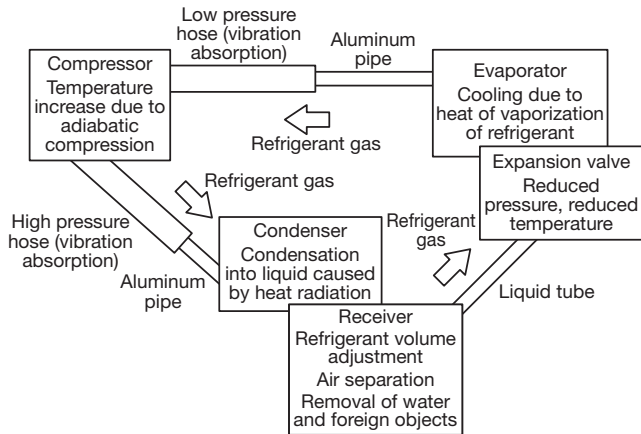 Low pressure
hose (vibration
absorption)
Aluminum
pipe
Compressor
Temperature
increase due to
adiabatic
compression
Evaporator
Cooling due to
heat of vaporization
of refrigerant
Refrigerant gas
Expansion valve
Reduced
pressure, reduced
temperature
Refrigerant gas
High pressure
hose (vibration
absorption)
Aluminum
pipe
Condenser
Condensation
into liquid caused
by heat radiation
Refrigerant
gas
Liquid tube
Receiver
Refrigerant volume
adjustment
Air separation
Removal of water
and foreign objects